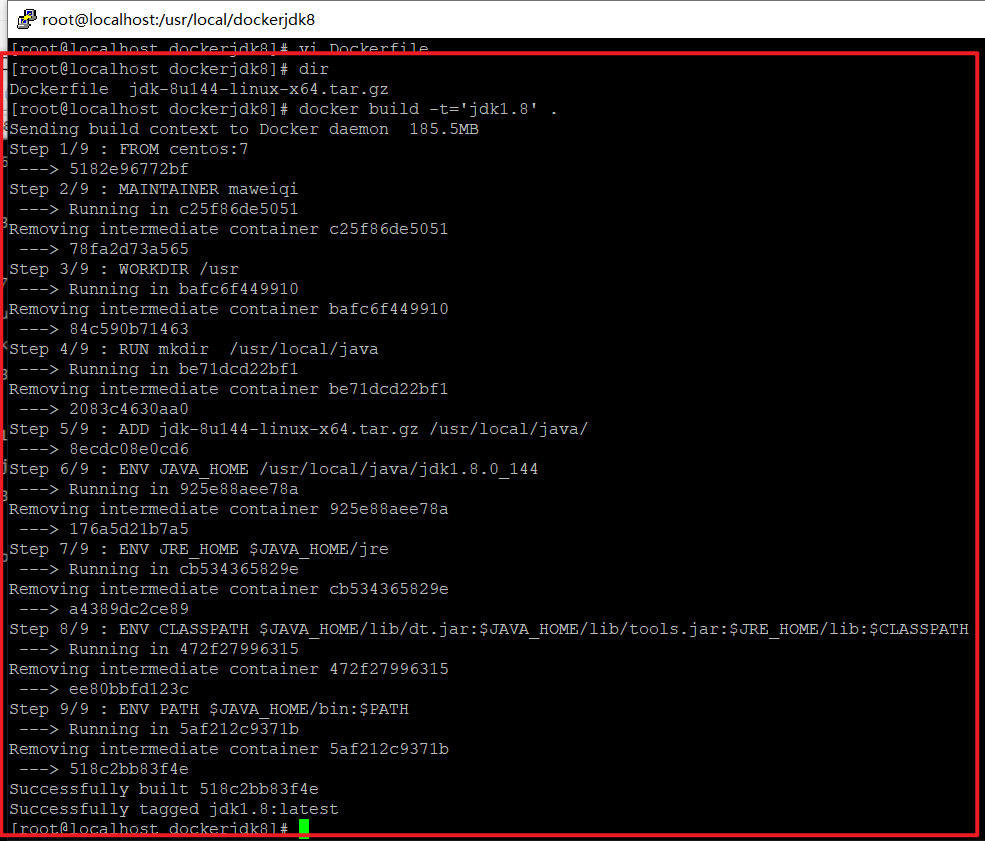 root@localhost:/usr/local/dockerjdk8
[root@localhost dockerjdk8]# vi Dockerfile
[root@localhost dockerjdk8]# dir
Dockerfile  jdk-8u144-linux-x64.tar.gz
[root@localhost dockerjdk8]# docker build -t='jdk1.8' .
Sending build context to Docker daemon  185.5MB
Step 1/9 : FROM centos:7
 ---> 5182e96772bf
Step 2/9 : MAINTAINER maweiqi
 ---> Running in c25f86de5051
Removing intermediate container c25f86de5051
 ---> 78fa2d73a565
Step 3/9 : WORKDIR /usr
 ---> Running in bafc6f449910
Removing intermediate container bafc6f449910
 ---> 84c590b71463
Step 4/9 : RUN mkdir  /usr/local/java
 ---> Running in be71dcd22bf1
Removing intermediate container be71dcd22bf1
 ---> 2083c4630aa0
Step 5/9 : ADD jdk-8u144-linux-x64.tar.gz /usr/local/java/
 ---> 8ecdc08e0cd6
Step 6/9 : ENV JAVA_HOME /usr/local/java/jdk1.8.0_144
 ---> Running in 925e88aee78a
Removing intermediate container 925e88aee78a
 ---> 176a5d21b7a5
Step 7/9 : ENV JRE_HOME $JAVA_HOME/jre
 ---> Running in cb534365829e
Removing intermediate container cb534365829e
 ---> a4389dc2ce89
Step 8/9 : ENV CLASSPATH $JAVA_HOME/lib/dt.jar:$JAVA_HOME/lib/tools.jar:$JRE_HOME/lib:$CLASSPATH
 ---> Running in 472f27996315
Removing intermediate container 472f27996315
 ---> ee80bbfd123c
Step 9/9 : ENV PATH $JAVA_HOME/bin:$PATH
 ---> Running in 5af212c9371b
Removing intermediate container 5af212c9371b
 ---> 518c2bb83f4e
Successfully built 518c2bb83f4e
Successfully tagged jdk1.8:latest
[root@localhost dockerjdk8]#